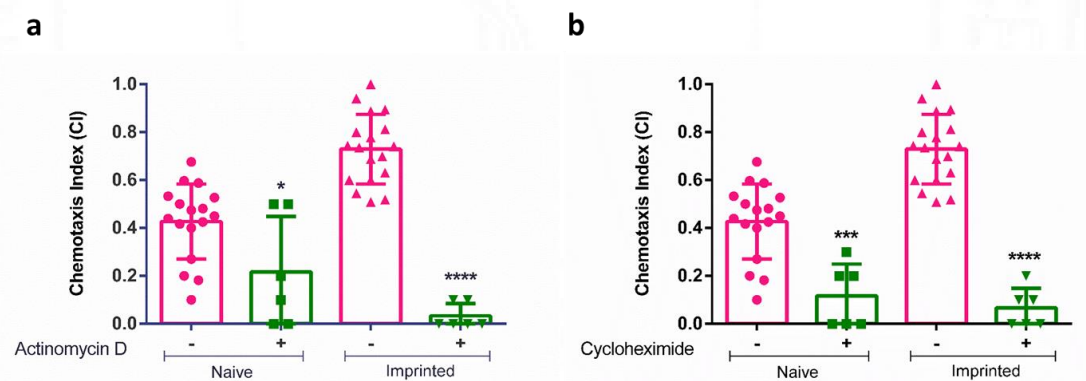 a
b
Chemotaxis Index (CI)
1.0
0.8
0.6
0.4
0.2
0.0
*
****
Actinomycin D - + - +
Naive Imprinted
Chemotaxis Index (CI)
1.0
0.8
0.6
0.4
0.2
0.0
***
****
Cycloheximide - + - +
Naive Imprinted